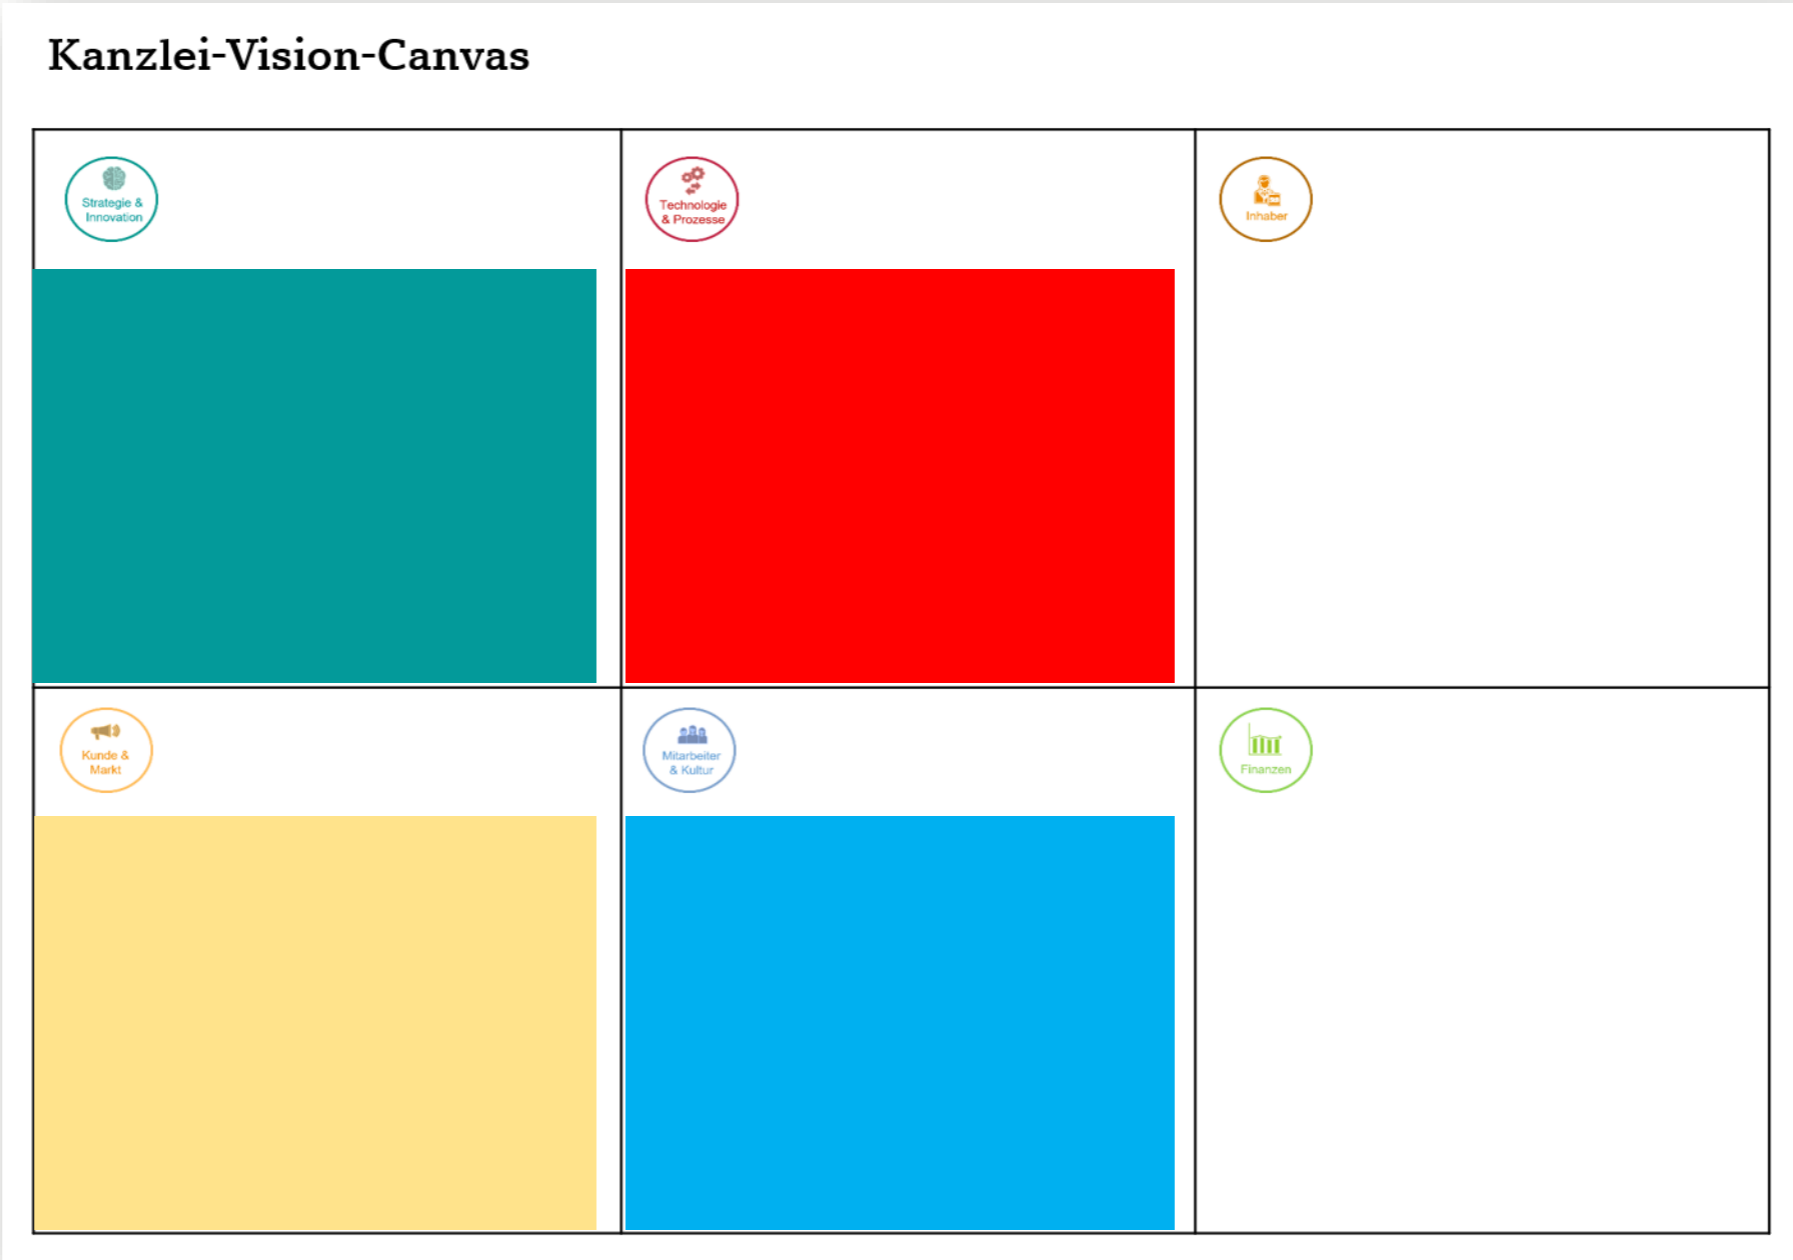 Kanzlei-Vision-Canvas
Strategie &
Innovation
Technologie
& Prozesse
Inhaber
Kunde &
Markt
Mitarbeiter
& Kultur
Finanzen